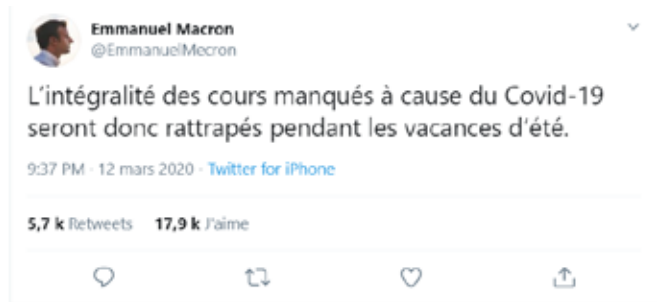 Emmanuel Macron
@EmmanuelMecron
L'intégralité des cours manqués à cause du Covid-19
seront donc rattrapés pendant les vacances d'été.
9:37 PM · 12 mars 2020 · Twitter for iPhone
5,7 k Retweets 17,9 k J'aime